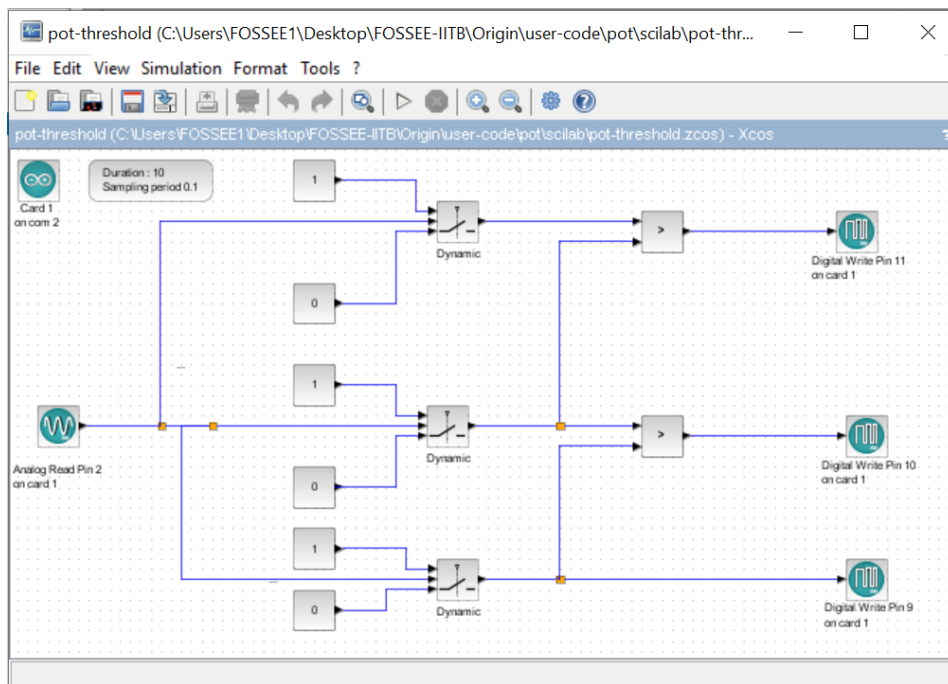 pot-threshold (C:\Users\FOSSEE1\Desktop\FOSSEE-IITB\Origin\user-code\pot\scilab\pot-thr...
File Edit View Simulation Format Tools ?
pot-threshold (C:\Users\FOSSEE1\Desktop\FOSSEE-IITB\Origin\user-code\pot\scilab\pot-threshold.zcos) - Xcos
?
Duration : 10
Sampling period 0.1
Card 1
on com 2
1
Dynamic
0
>
Digital Write Pin 11
on card 1
1
Dynamic
0
>
Analog Read Pin 2
on card 1
Digital Write Pin 10
on card 1
1
Dynamic
0
Digital Write Pin 9
on card 1